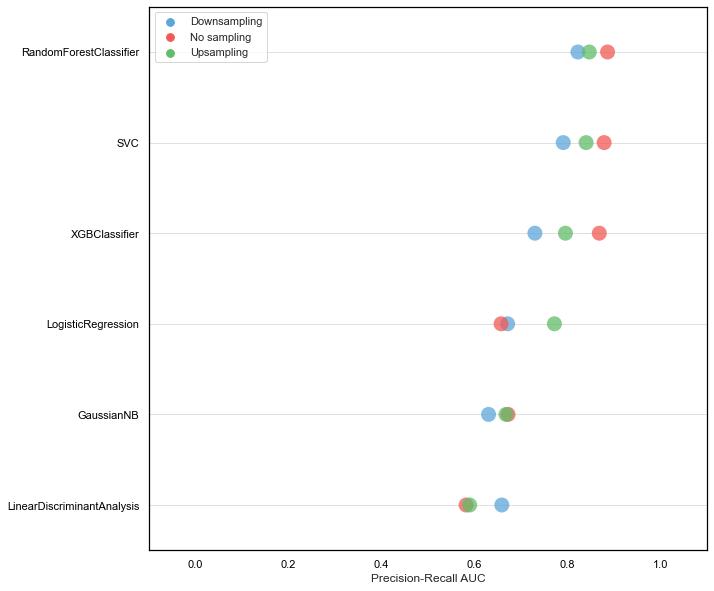 Downsampling
No sampling
Upsampling
RandomForestClassifier
SVC
XGBClassifier
LogisticRegression
GaussianNB
LinearDiscriminantAnalysis
0.0 0.2 0.4 0.6 0.8 1.0
Precision-Recall AUC